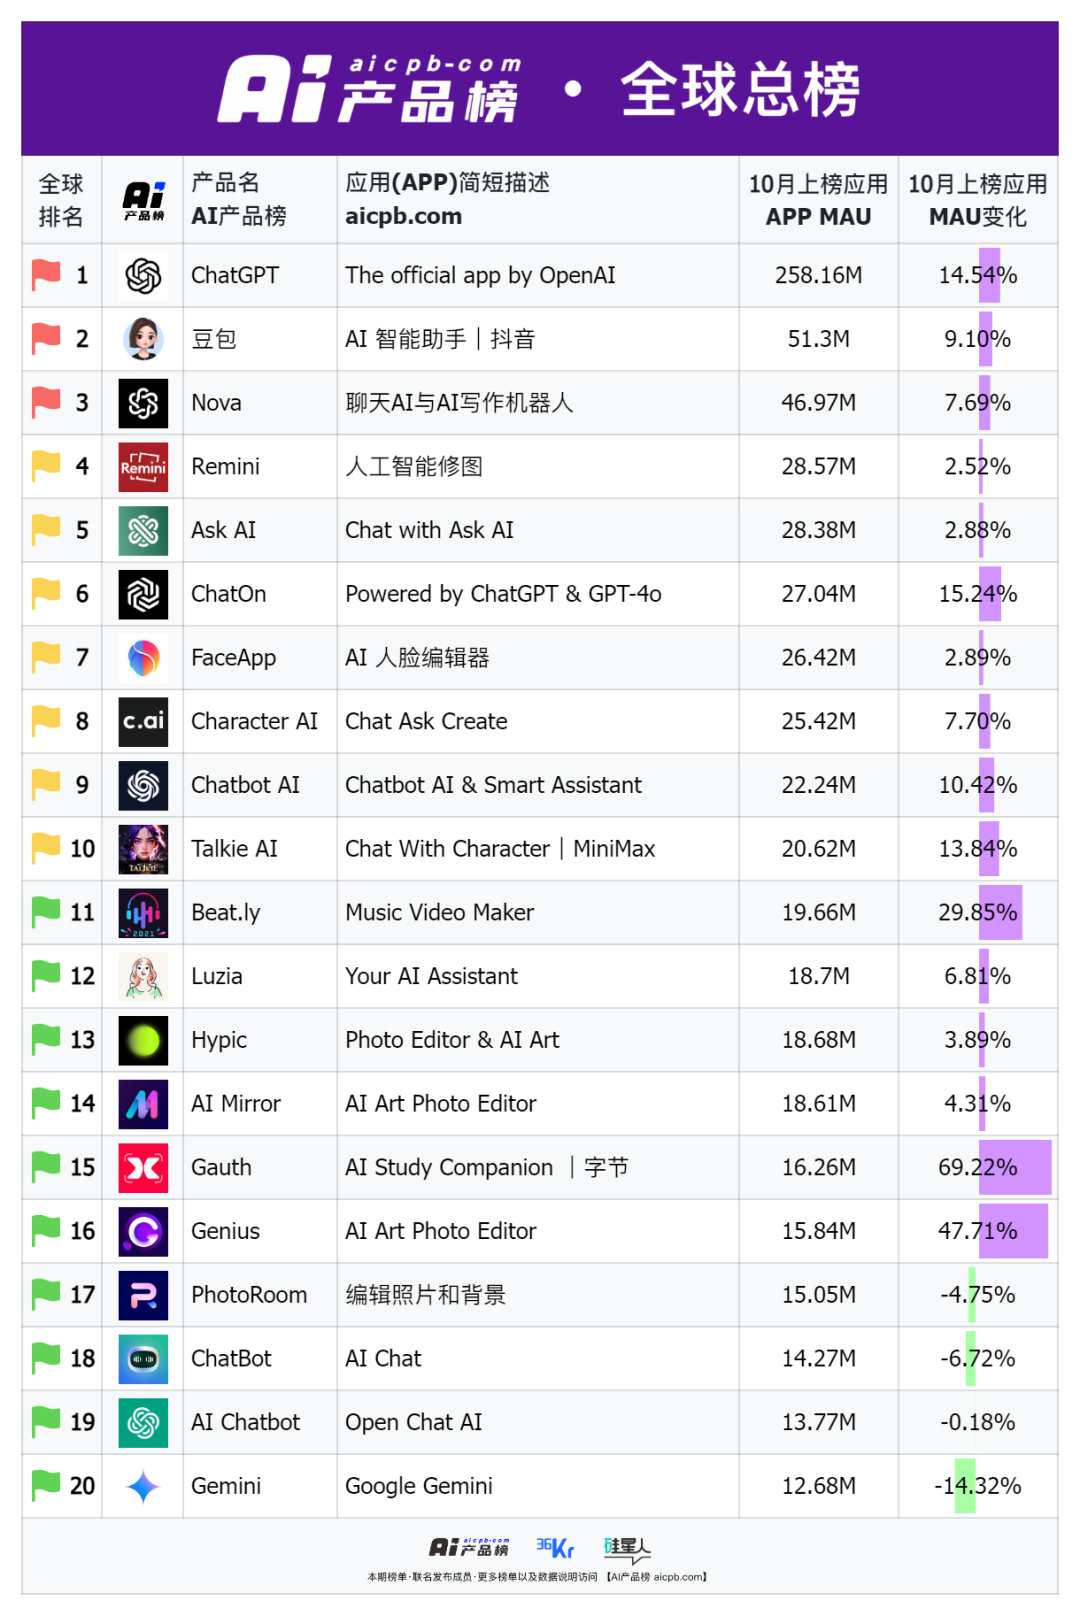 Ai 产品榜 aicpb-com · 全球总榜
全球排名 Ai产品榜 产品名 AI产品榜 应用(APP)简短描述 aicpb.com 10月上榜应用 APP MAU 10月上榜应用 MAU变化
1 ChatGPT The official app by OpenAI 258.16M 14.54%
2 豆包 AI 智能助手｜抖音 51.3M 9.10%
3 Nova 聊天AI与AI写作机器人 46.97M 7.69%
4 Remini Remini 人工智能修图 28.57M 2.52%
5 Ask AI Chat with Ask AI 28.38M 2.88%
6 ChatOn Powered by ChatGPT & GPT-4o 27.04M 15.24%
7 FaceApp AI 人脸编辑器 26.42M 2.89%
8 c.ai Character AI Chat Ask Create 25.42M 7.70%
9 Chatbot AI Chatbot AI & Smart Assistant 22.24M 10.42%
10 TALKIE Talkie AI Chat With Character｜MiniMax 20.62M 13.84%
11 2021 Beat.ly Music Video Maker 19.66M 29.85%
12 Luzia Your AI Assistant 18.7M 6.81%
13 Hypic Photo Editor & AI Art 18.68M 3.89%
14 AI Mirror AI Art Photo Editor 18.61M 4.31%
15 Gauth AI Study Companion ｜字节 16.26M 69.22%
16 Genius AI Art Photo Editor 15.84M 47.71%
17 PhotoRoom 编辑照片和背景 15.05M -4.75%
18 ChatBot AI Chat 14.27M -6.72%
19 AI Chatbot Open Chat AI 13.77M -0.18%
20 Gemini Google Gemini 12.68M -14.32%
Ai产品榜 aicpb-com 36Kr 硅星人
本期榜单·联名发布成员·更多榜单以及数据说明访问 【AI产品榜 aicpb.com】